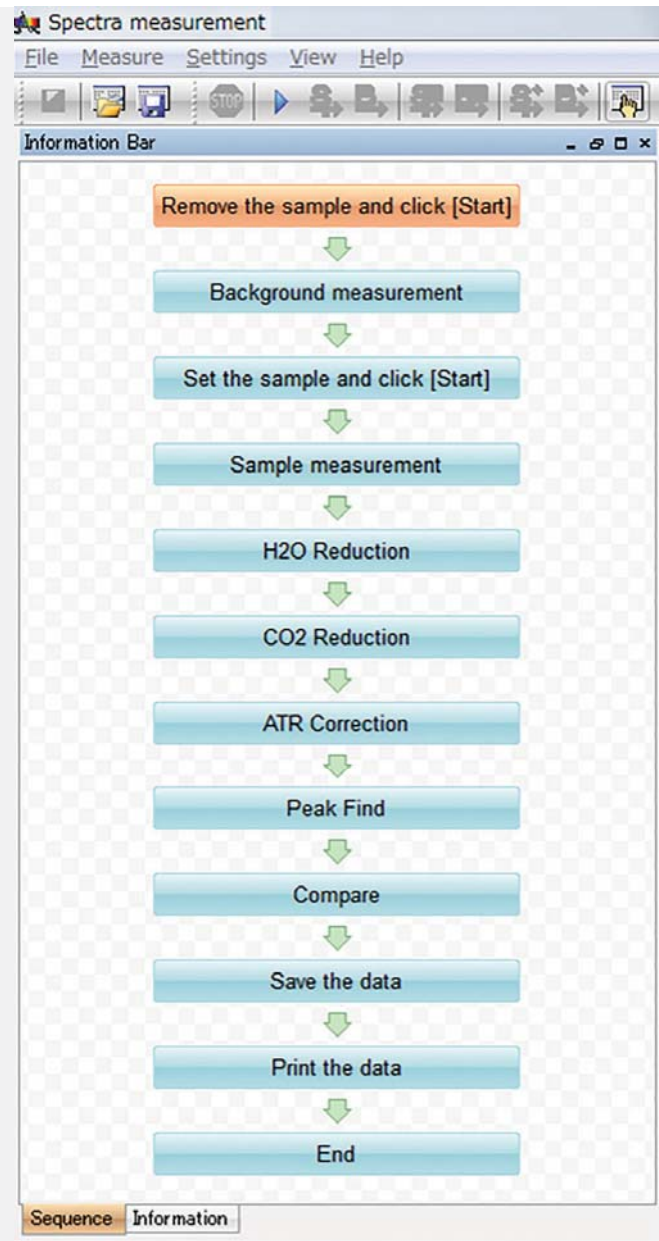 Spectra measurement
File Measure Settings View Help
STOP
Information Bar
Remove the sample and click [Start]
Background measurement
Set the sample and click [Start]
Sample measurement
H2O Reduction
CO2 Reduction
ATR Correction
Peak Find
Compare
Save the data
Print the data
End
Sequence Information